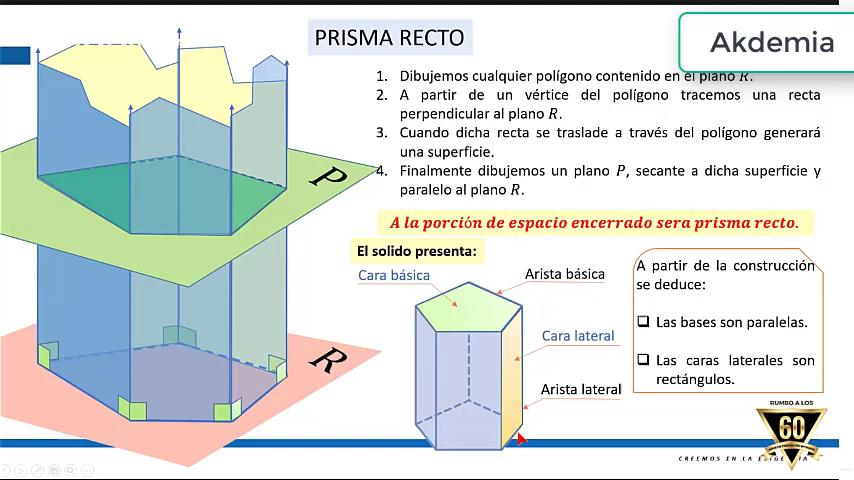 PRISMA RECTO
Akdemia
1. Dibujemos cualquier polígono contenido en el plano R.
2. A partir de un vértice del polígono tracemos una recta
perpendicular al plano R.
3. Cuando dicha recta se traslade a través del polígono generará
una superficie.
4. Finalmente dibujemos un plano P, secante a dicha superficie y
paralelo al plano R.
A la porción de espacio encerrado sera prisma recto.
P
R
El solido presenta:
Cara básica
Arista básica
Cara lateral
Arista lateral
A partir de la construcción
se deduce:
❑ Las bases son paralelas.
❑ Las caras laterales son
rectángulos.
RUMBO A LOS
60
CREEMOS EN LA EXIGENCIA